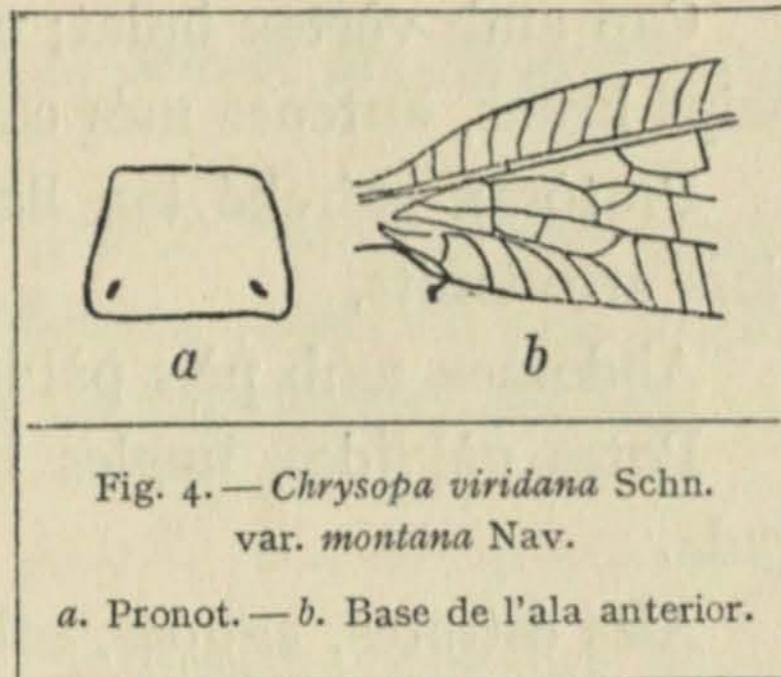 a
b
Fig. 4.—Chrysopa viridana Schn.
var. montana Nav.
a. Pronot.—b. Base de l'ala anterior.